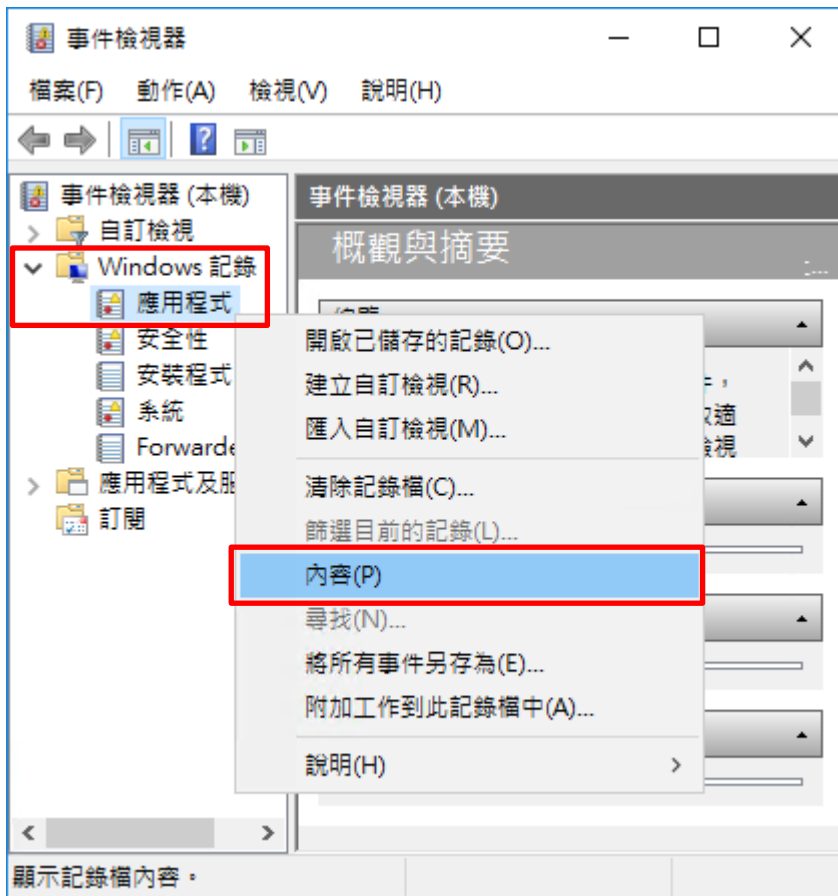 事件檢視器
檔案(F) 動作(A) 檢視(V) 說明(H)
事件檢視器 (本機)
自訂檢視
Windows 記錄
應用程式
安全性
安裝程式
系統
應用程式及服
訂閱
事件檢視器 (本機)
概觀與摘要
開啟已儲存的記錄(O)...
建立自訂檢視(R)...
匯入自訂檢視(M)...
清除記錄檔(C)...
篩選目前的記錄(L)...
內容(P)
尋找(N)...
將所有事件另存為(E)...
附加工作到此記錄檔中(A)...
說明(H)
適
檢視
顯示記錄檔內容。